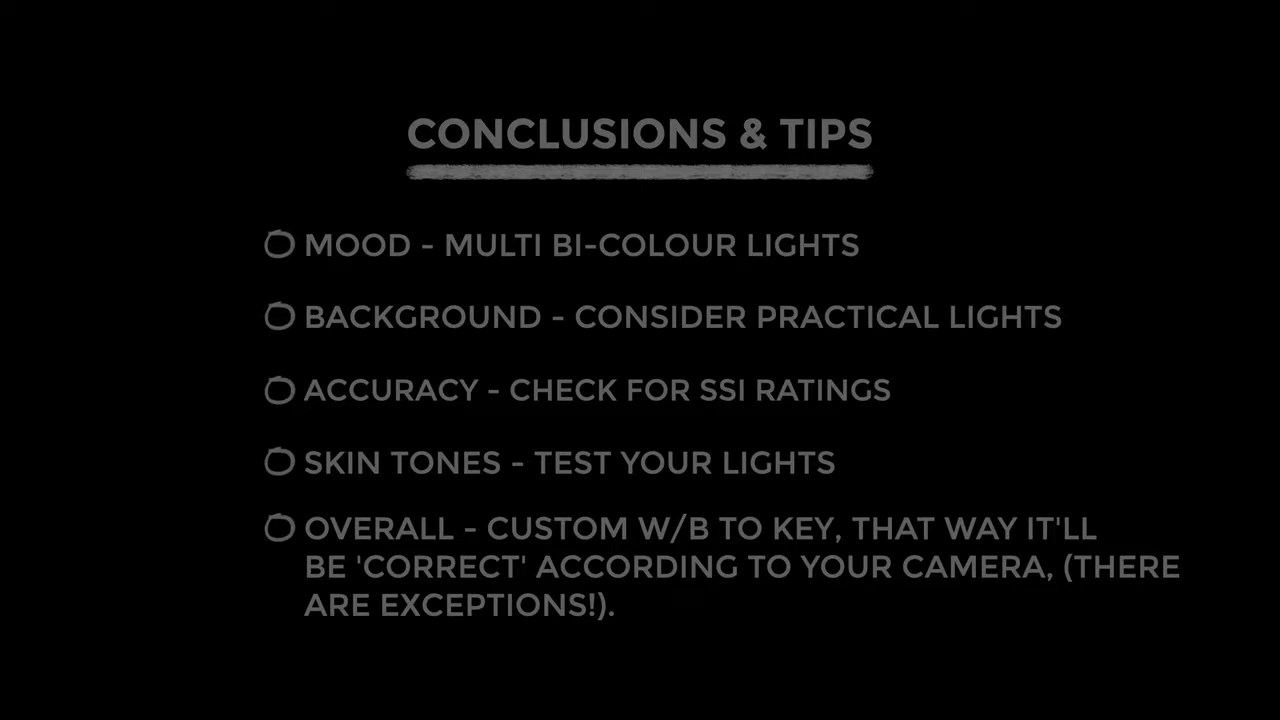 CONCLUSIONS & TIPS
MOOD - MULTI BI-COLOUR LIGHTS
BACKGROUND - CONSIDER PRACTICAL LIGHTS
ACCURACY - CHECK FOR SSI RATINGS
SKIN TONES - TEST YOUR LIGHTS
OVERALL - CUSTOM W/B TO KEY, THAT WAY IT'LL
BE 'CORRECT' ACCORDING TO YOUR CAMERA, (THERE
ARE EXCEPTIONS!).